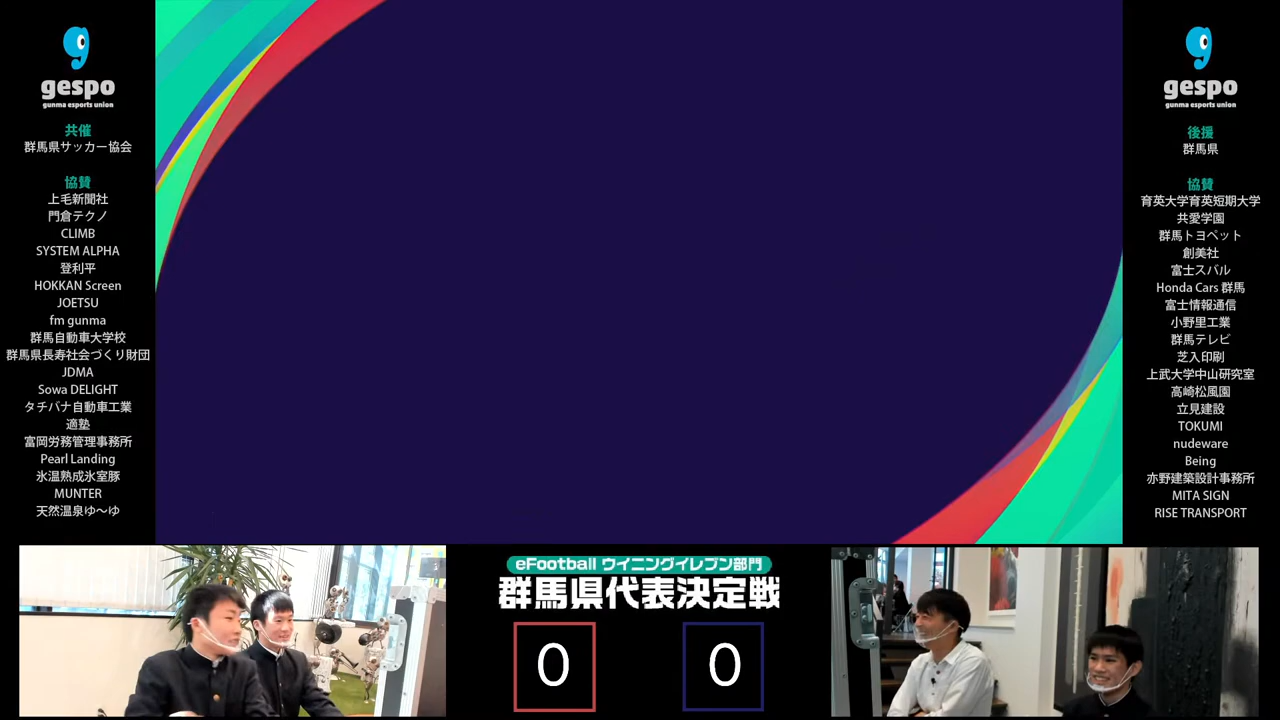 gespo
gunma esports union
共催
群馬県サッカー協会
協賛
上毛新聞社
門倉テクノ
CLIMB
SYSTEM ALPHA
登利平
HOKKAN Screen
JOETSU
fm gunma
群馬自動車大学校
群馬県長寿社会づくり財団
JDMA
Sowa DELIGHT
タチバナ自動車工業
適塾
富岡労務管理事務所
Pearl Landing
氷温熟成氷室豚
MUNTER
天然温泉ゆ～ゆ
gespo
gunma esports union
後援
群馬県
協賛
育英大学育英短期大学
共愛学園
群馬トヨペット
創美社
富士スバル
Honda Cars 群馬
富士情報通信
小野里工業
群馬テレビ
芝入印刷
上武大学中山研究室
高崎松風園
立見建設
TOKUMI
nudeware
Being
亦野建築設計事務所
MITA SIGN
RISE TRANSPORT
eFootball ウイニングイレブン部門
群馬県代表決定戦
0
0